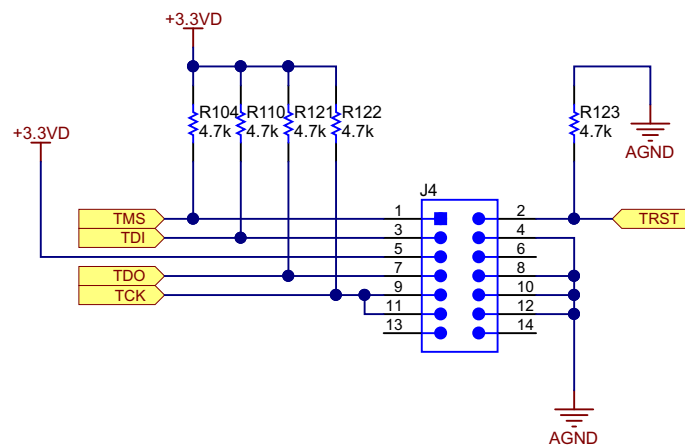 +3.3VD
+3.3VD
R104
4.7k
R110
4.7k
R121
4.7k
R122
4.7k
R123
4.7k
AGND
J4
TMS
TDI
TDO
TCK
TRST
1
2
3
4
5
6
7
8
9
10
11
12
13
14
AGND